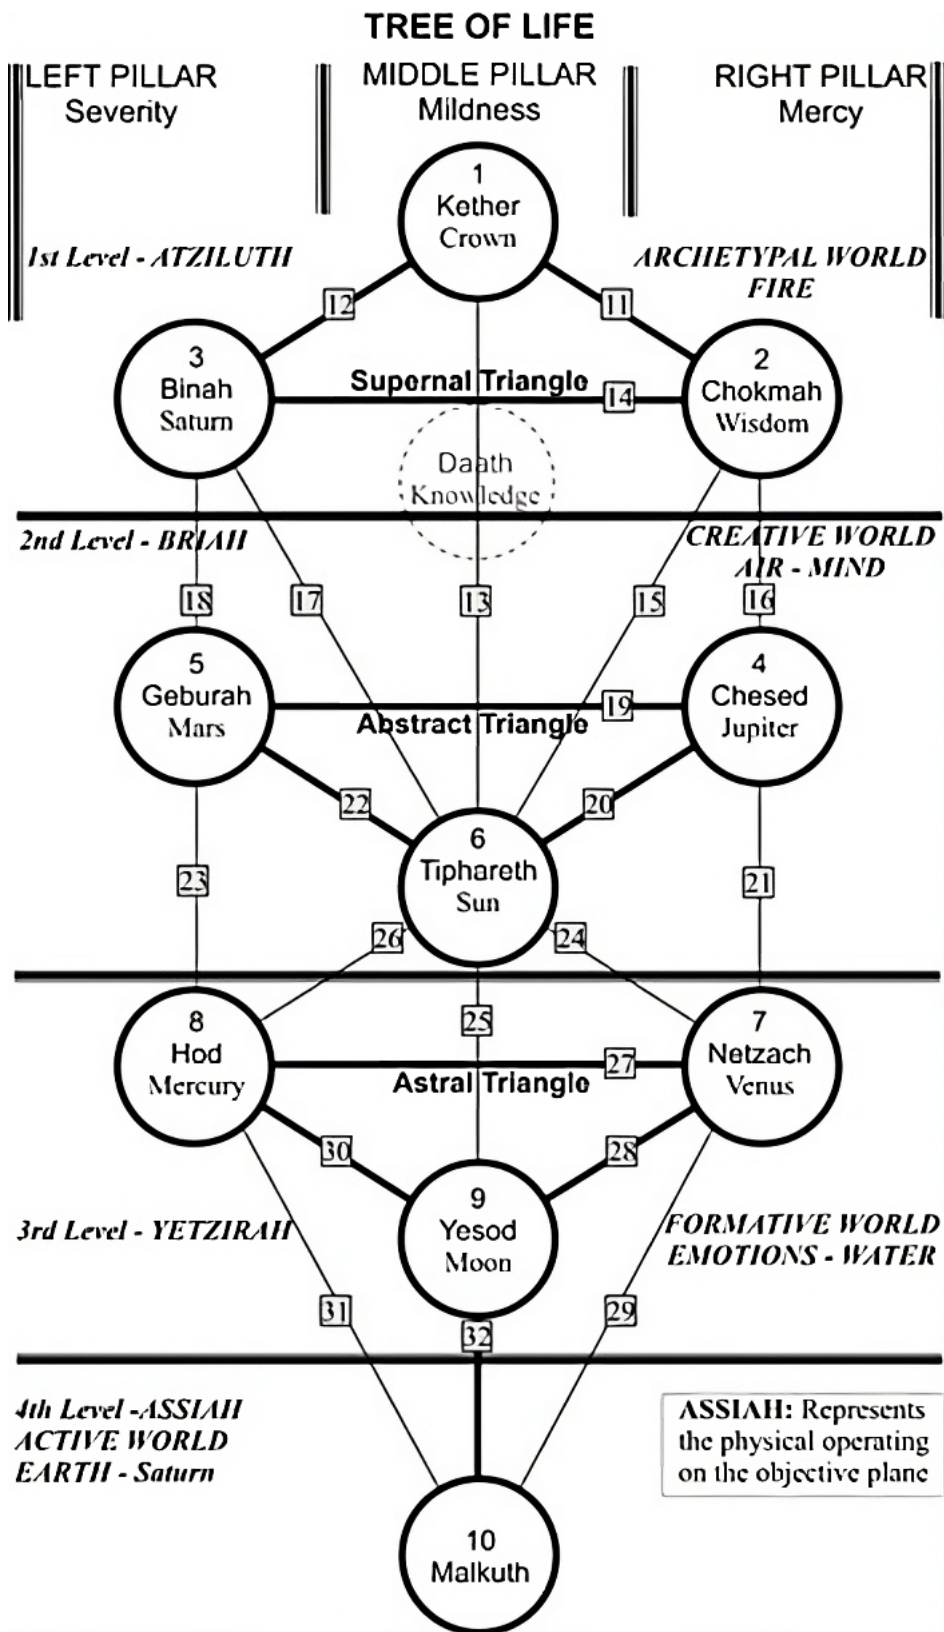 TREE OF LIFE
LEFT PILLAR
Severity
MIDDLE PILLAR
Mildness
RIGHT PILLAR
Mercy
1
Kether
Crown
1st Level - ATZILUTH
ARCHETYPAL WORLD
FIRE
12
11
3
Binah
Saturn
Supernal Triangle
14
2
Chokmah
Wisdom
Daath
Knowledge
2nd Level - BRIAH
CREATIVE WORLD
AIR - MIND
18
17
13
15
16
5
Geburah
Mars
19
Abstract Triangle
4
Chesed
Jupiter
22
20
6
Tiphareth
Sun
23
21
26
24
8
Hod
Mercury
25
27
Astral Triangle
7
Netzach
Venus
30
28
9
Yesod
Moon
3rd Level - YETZIRAH
FORMATIVE WORLD
EMOTIONS - WATER
31
32
29
4th Level -ASSIAH
ACTIVE WORLD
EARTH - Saturn
ASSIAH: Represents
the physical operating
on the objective plane
10
Malkuth